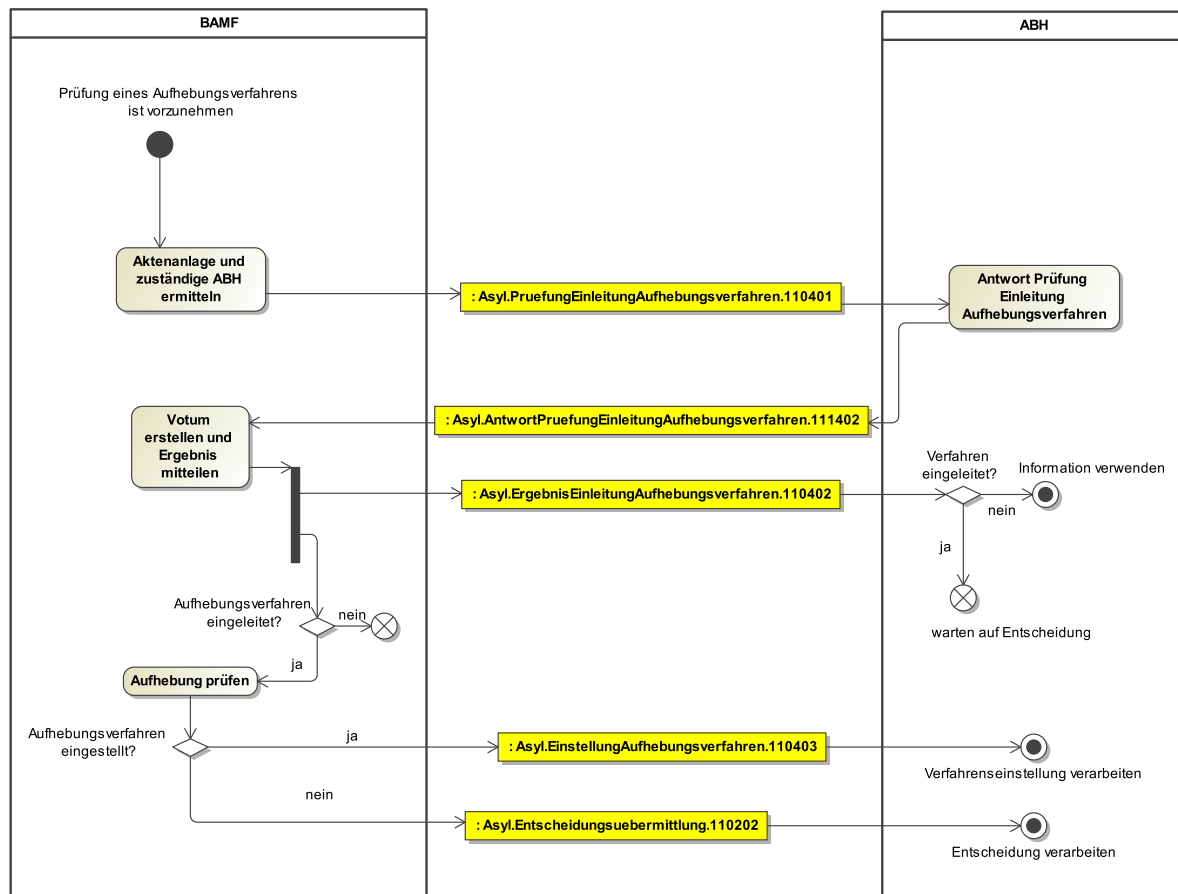 BAMF
ABH
Prüfung eines Aufhebungsverfahrens
ist vorzunehmen
Aktenanlage und
zuständige ABH
ermitteln
: Asyl.PruefungEinleitungAufhebungsverfahren.110401
Antwort Prüfung
Einleitung
Aufhebungsverfahren
Votum
erstellen und
Ergebnis
mitteilen
: Asyl.AntwortPruefungEinleitungAufhebungsverfahren.111402
: Asyl.ErgebnisEinleitungAufhebungsverfahren.110402
Verfahren
eingeleitet?
Information verwenden
nein
ja
warten auf Entscheidung
Aufhebungsverfahren
eingeleitet?
nein
ja
Aufhebung prüfen
Aufhebungsverfahren
eingestellt?
ja
: Asyl.EinstellungAufhebungsverfahren.110403
Verfahrenseinstellung verarbeiten
nein
: Asyl.Entscheidungsuebermittlung.110202
Entscheidung verarbeiten